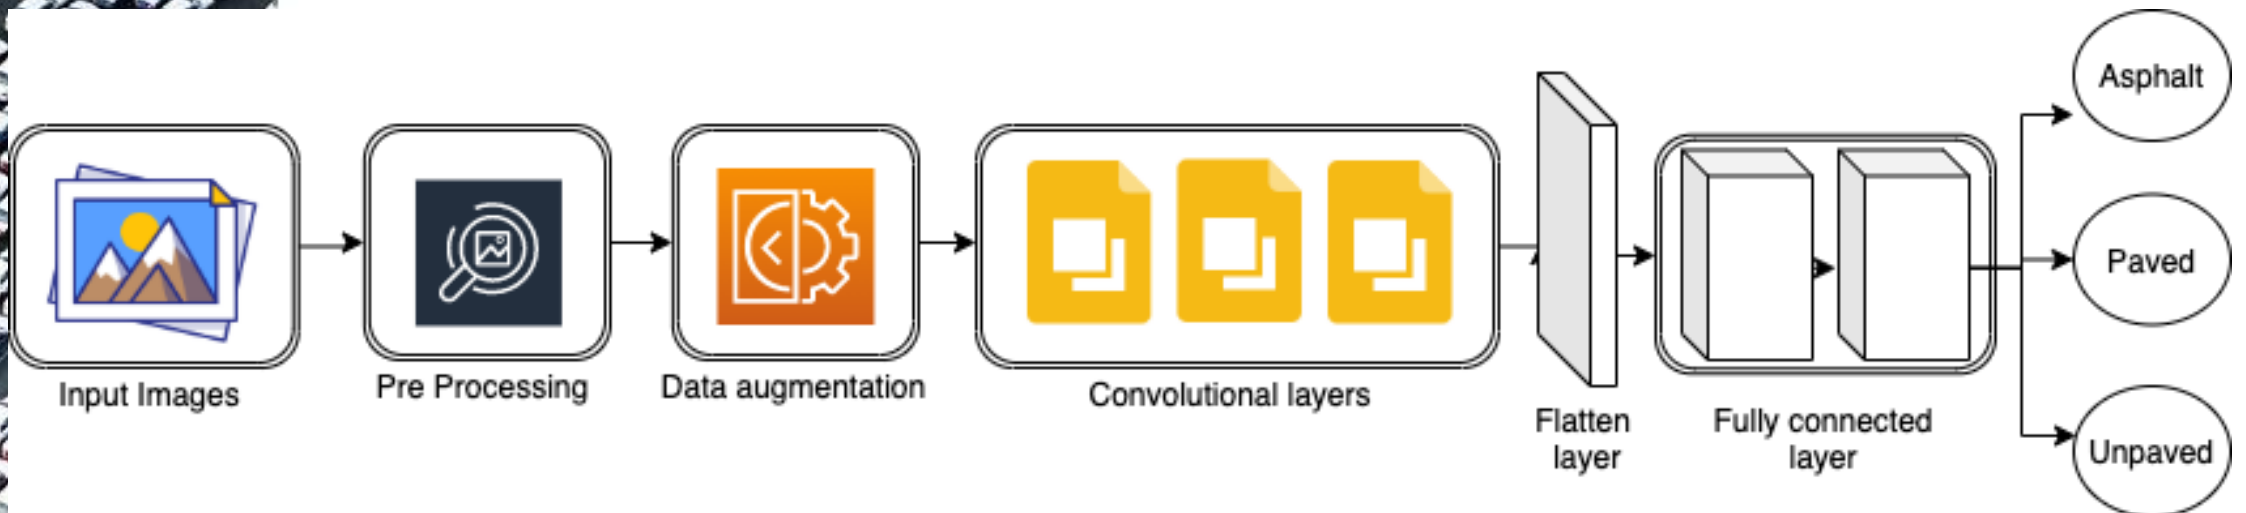 Input Images
Pre Processing
Data augmentation
Convolutional layers
Flatten
layer
Fully connected
layer
Asphalt
Paved
Unpaved